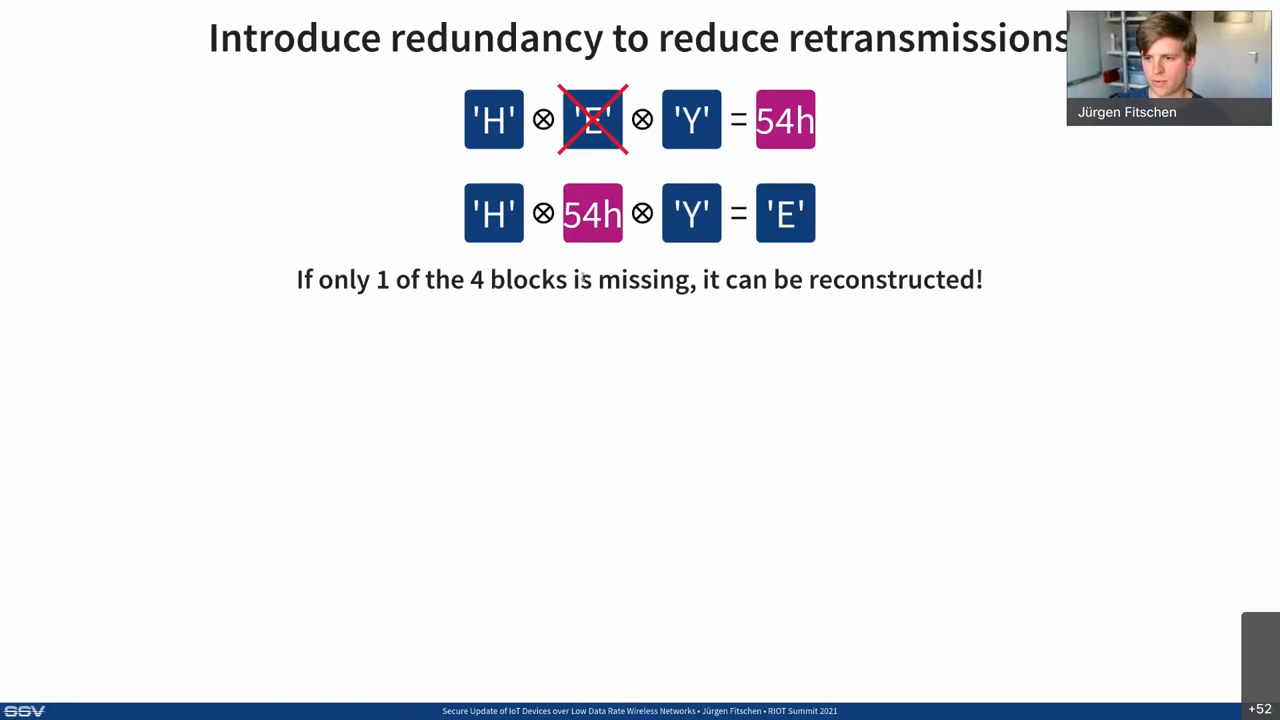 Introduce redundancy to reduce retransmissions
'H' ⊗ 'E' ⊗ 'Y' = 54h
'H' ⊗ 54h ⊗ 'Y' = 'E'
If only 1 of the 4 blocks is missing, it can be reconstructed!
Jürgen Fitschen
SSV
Secure Update of IoT Devices over Low Data Rate Wireless Networks • Jürgen Fitschen • RIOT Summit 2021
+52